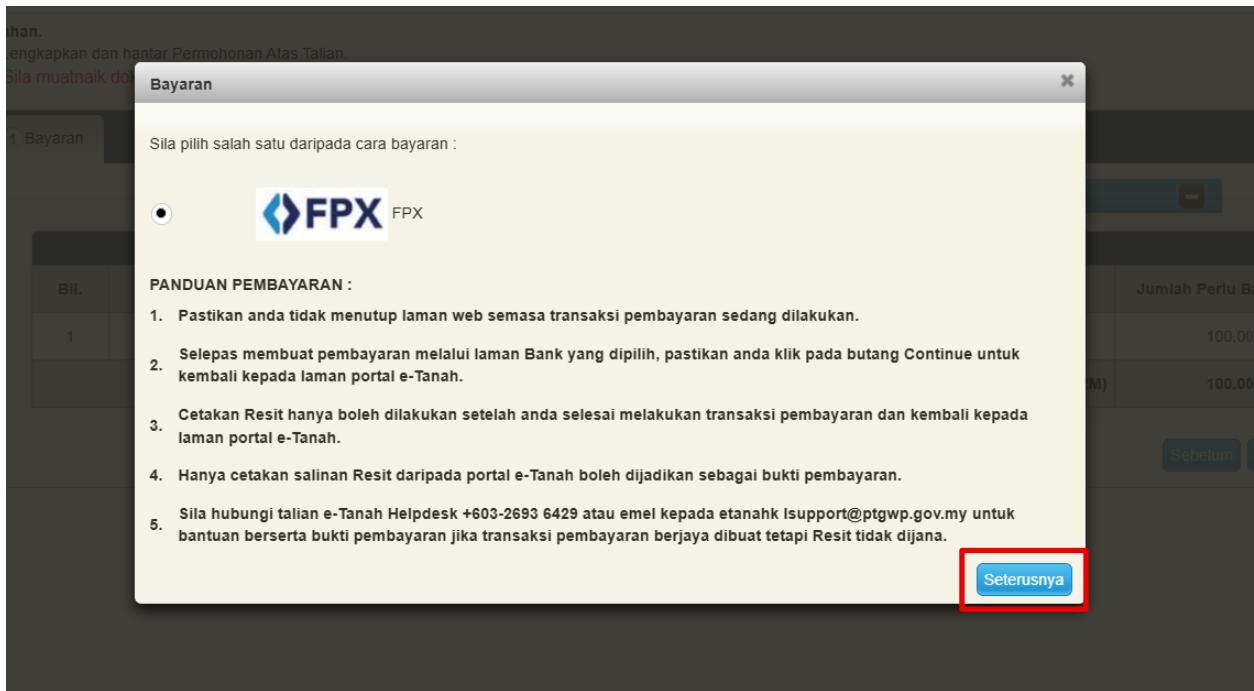 ahan.
Lengkapkan dan hantar Permohonan Atas Talian.
Sila muatnaik
Bayaran
1 Bayaran
Sila pilih salah satu daripada cara bayaran :
FPX FPX
PANDUAN PEMBAYARAN :
1. Pastikan anda tidak menutup laman web semasa transaksi pembayaran sedang dilakukan.
2. Selepas membuat pembayaran melalui laman Bank yang dipilih, pastikan anda klik pada butang Continue untuk
kembali kepada laman portal e-Tanah.
3. Cetakan Resit hanya boleh dilakukan setelah anda selesai melakukan transaksi pembayaran dan kembali kepada
laman portal e-Tanah.
4. Hanya cetakan salinan Resit daripada portal e-Tanah boleh dijadikan sebagai bukti pembayaran.
5. Sila hubungi talian e-Tanah Helpdesk +603-2693 6429 atau emel kepada etanahk lsupport@ptgwp.gov.my untuk
bantuan berserta bukti pembayaran jika transaksi pembayaran berjaya dibuat tetapi Resit tidak dijana.
Seterusnya
Bil. Jumlah Perlu
1 100.00
M) 100.00
Sebelum